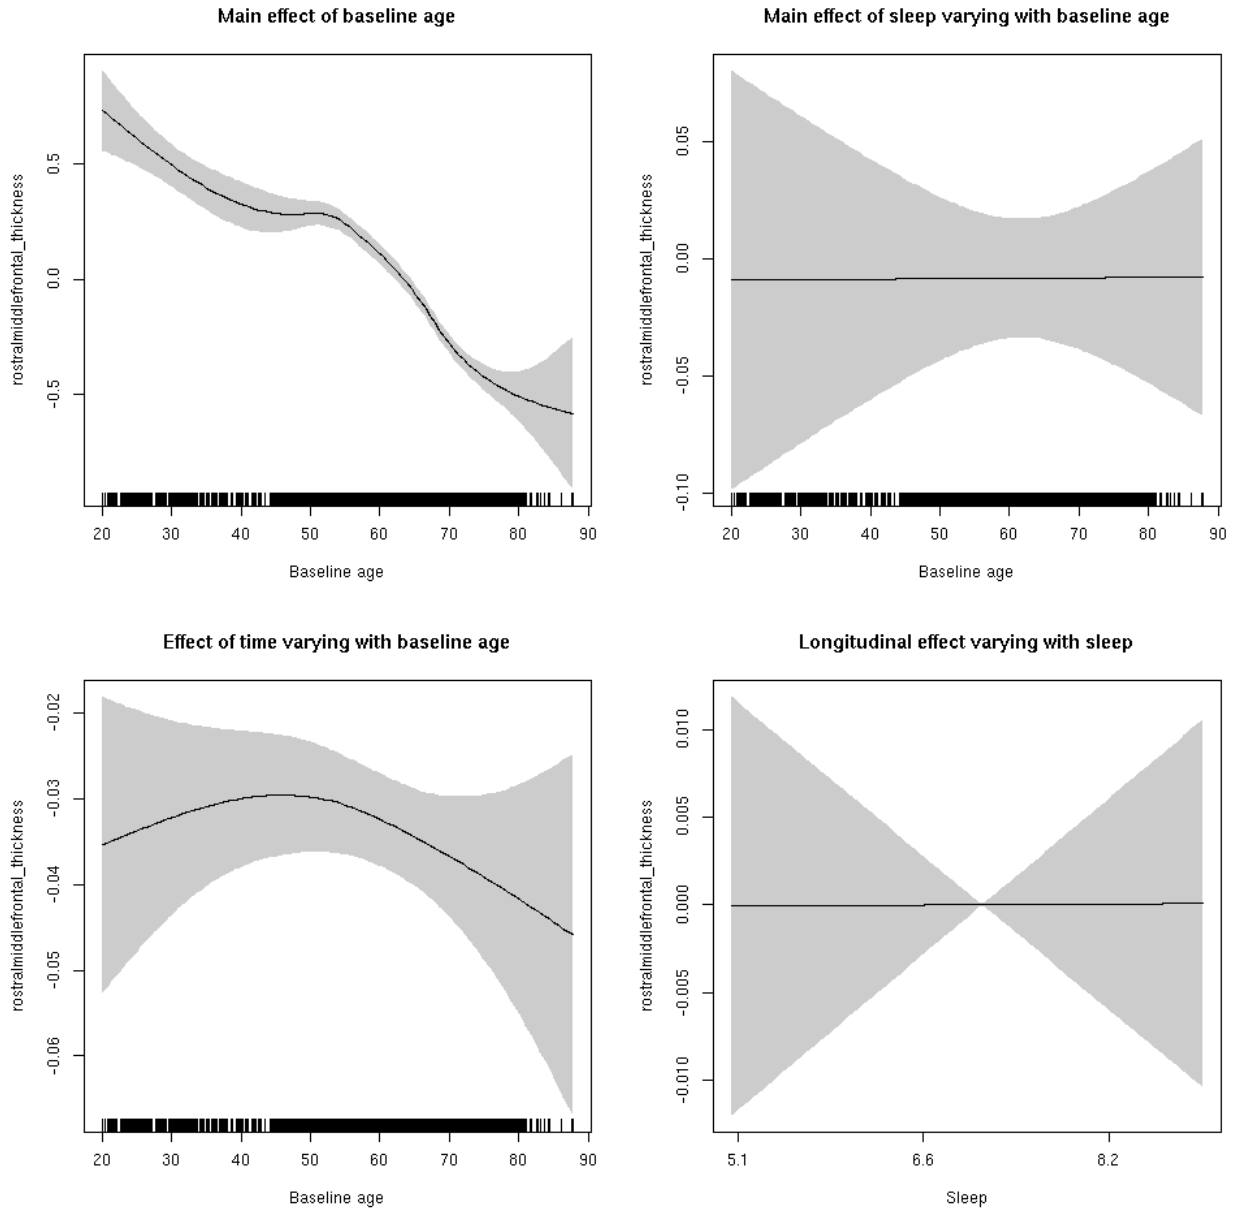 Main effect of baseline age
rostralmiddlefrontal_thickness
0.5
0.0
-0.5
20 30 40 50 60 70 80 90
Baseline age
Main effect of sleep varying with baseline age
rostralmiddlefrontal_thickness
0.05
0.00
-0.05
-0.10
20 30 40 50 60 70 80 90
Baseline age
Effect of time varying with baseline age
rostralmiddlefrontal_thickness
-0.02
-0.03
-0.04
-0.05
-0.06
20 30 40 50 60 70 80 90
Baseline age
Longitudinal effect varying with sleep
rostralmiddlefrontal_thickness
0.010
0.005
0.000
-0.005
-0.010
5.1 6.6 8.2
Sleep